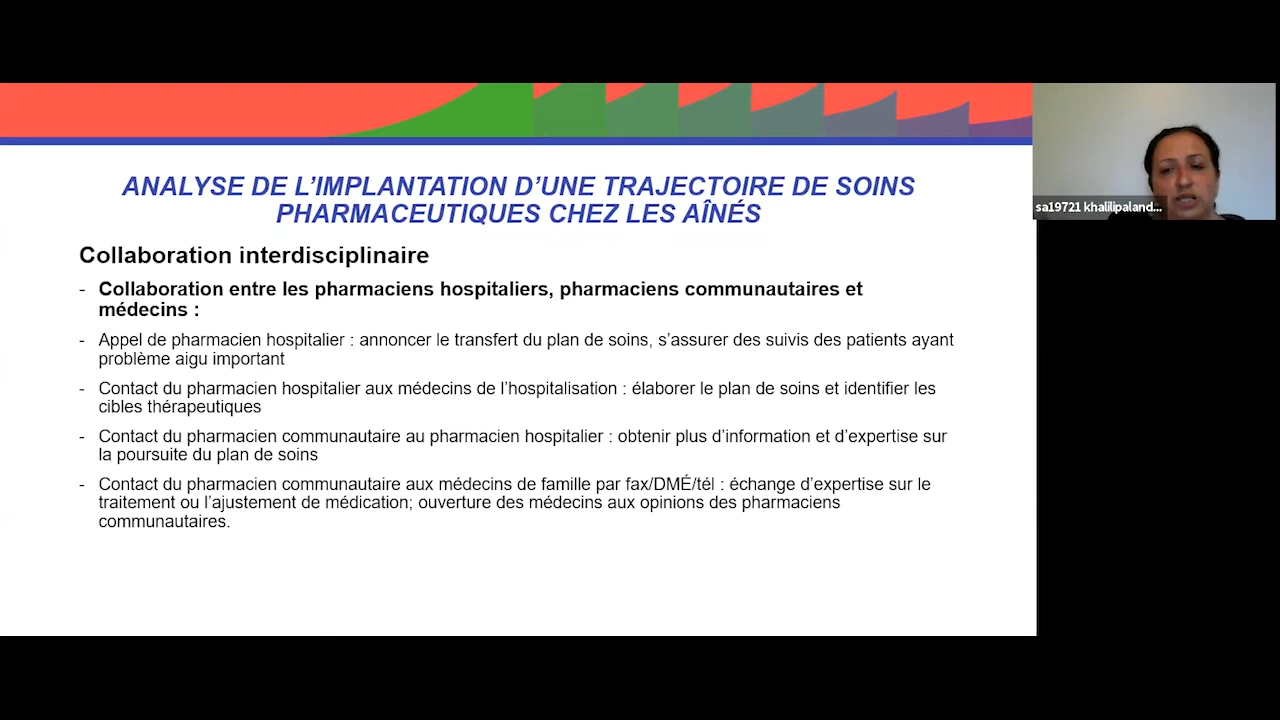 ANALYSE DE L’IMPLANTATION D’UNE TRAJECTOIRE DE SOINS
PHARMACEUTIQUES CHEZ LES AÎNÉS
Collaboration interdisciplinaire
- Collaboration entre les pharmaciens hospitaliers, pharmaciens communautaires et
médecins :
- Appel de pharmacien hospitalier : annoncer le transfert du plan de soins, s’assurer des suivis des patients ayant
problème aigu important
- Contact du pharmacien hospitalier aux médecins de l’hospitalisation : élaborer le plan de soins et identifier les
cibles thérapeutiques
- Contact du pharmacien communautaire au pharmacien hospitalier : obtenir plus d’information et d’expertise sur
la poursuite du plan de soins
- Contact du pharmacien communautaire aux médecins de famille par fax/DMÉ/tél : échange d’expertise sur le
traitement ou l’ajustement de médication; ouverture des médecins aux opinions des pharmaciens
communautaires.
sa19721 khalilipaland...